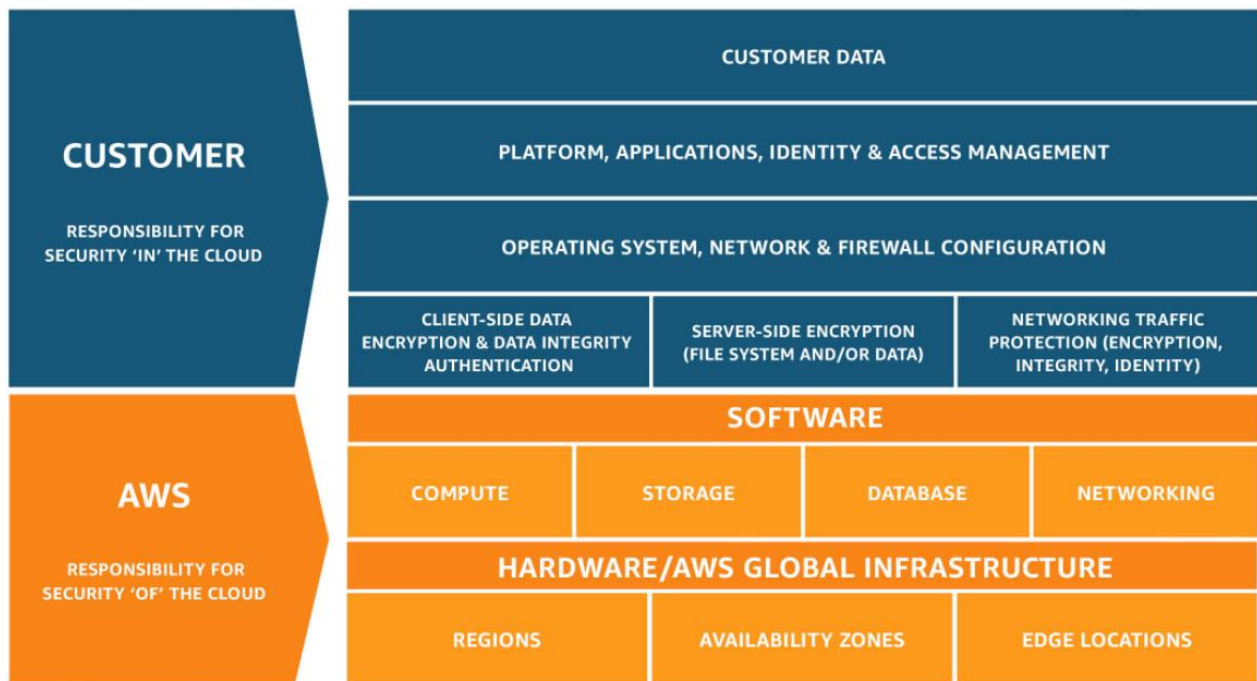 CUSTOMER
RESPONSIBILITY FOR
SECURITY ‘IN’ THE CLOUD
CUSTOMER DATA
PLATFORM, APPLICATIONS, IDENTITY & ACCESS MANAGEMENT
OPERATING SYSTEM, NETWORK & FIREWALL CONFIGURATION
CLIENT-SIDE DATA
ENCRYPTION & DATA INTEGRITY
AUTHENTICATION
SERVER-SIDE ENCRYPTION
(FILE SYSTEM AND/OR DATA)
NETWORKING TRAFFIC
PROTECTION (ENCRYPTION,
INTEGRITY, IDENTITY)
AWS
RESPONSIBILITY FOR
SECURITY ‘OF’ THE CLOUD
SOFTWARE
COMPUTE
STORAGE
DATABASE
NETWORKING
HARDWARE/AWS GLOBAL INFRASTRUCTURE
REGIONS
AVAILABILITY ZONES
EDGE LOCATIONS